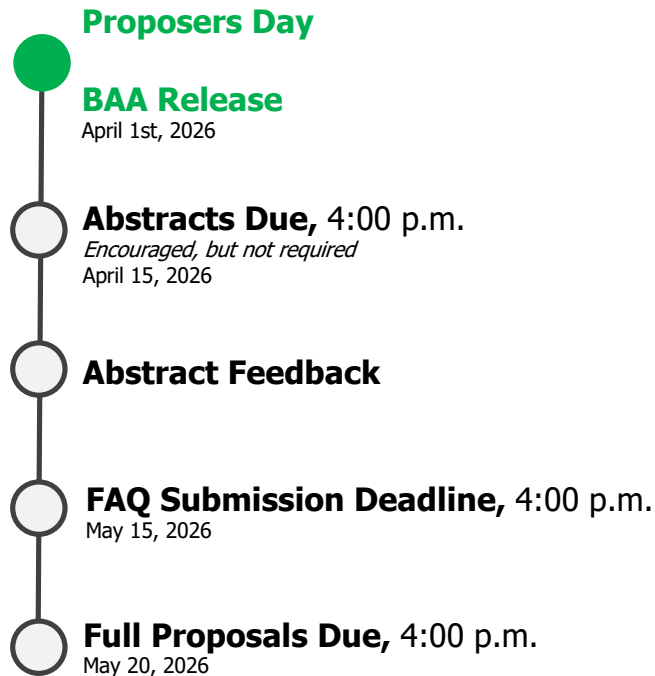 Proposers Day
BAA Release
April 1st, 2026
Abstracts Due, 4:00 p.m.
Encouraged, but not required
April 15, 2026
Abstract Feedback
FAQ Submission Deadline, 4:00 p.m.
May 15, 2026
Full Proposals Due, 4:00 p.m.
May 20, 2026